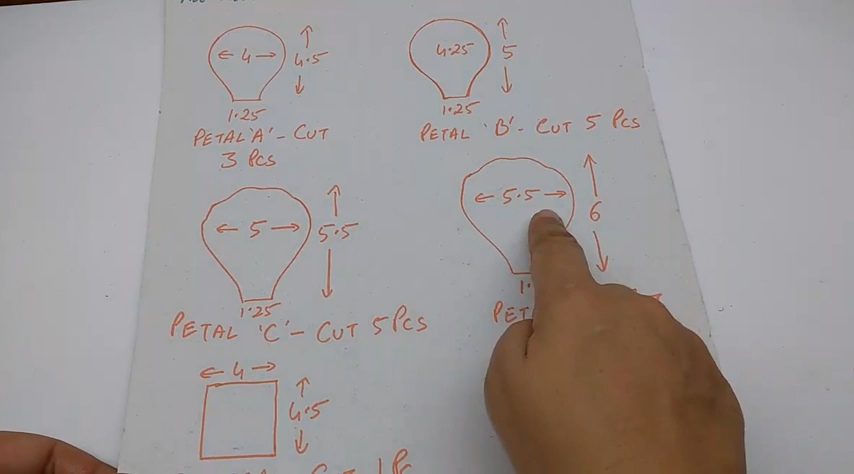 ← 4 → 4.5
1.25
PETAL 'A' - CUT
3 PCS
4.25 5
1.25
PETAL 'B' - CUT 5 PCS
← 5 → 5.5
1.25
PETAL 'C' - CUT 5 PCS
← 5.5 → 6
← 4 →
4.5